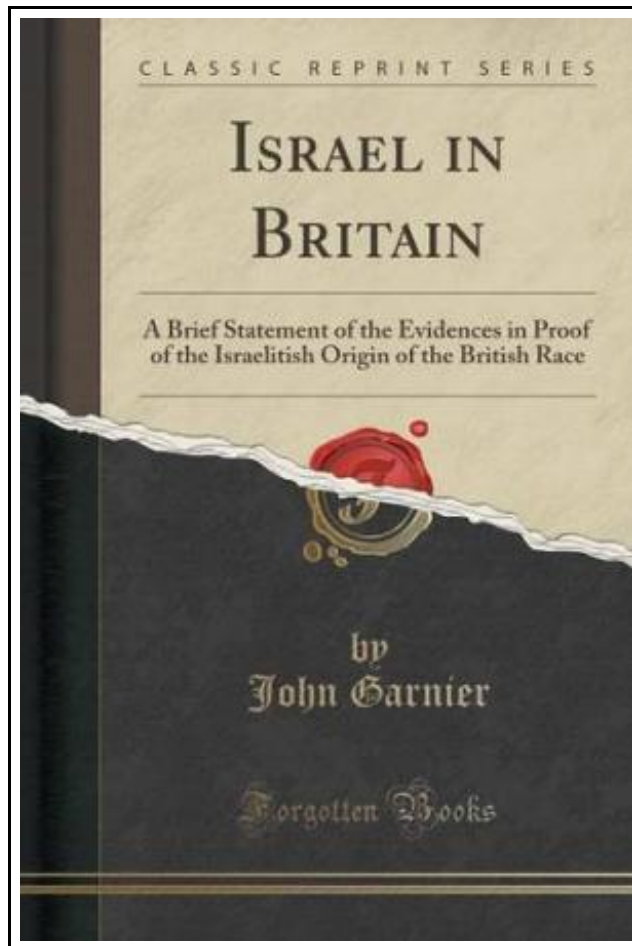 CLASSIC REPRINT SERIES
ISRAEL IN
BRITAIN
A Brief Statement of the Evidences in Proof
of the Israelitish Origin of the British Race
by
John Garnier
Forgotten Books